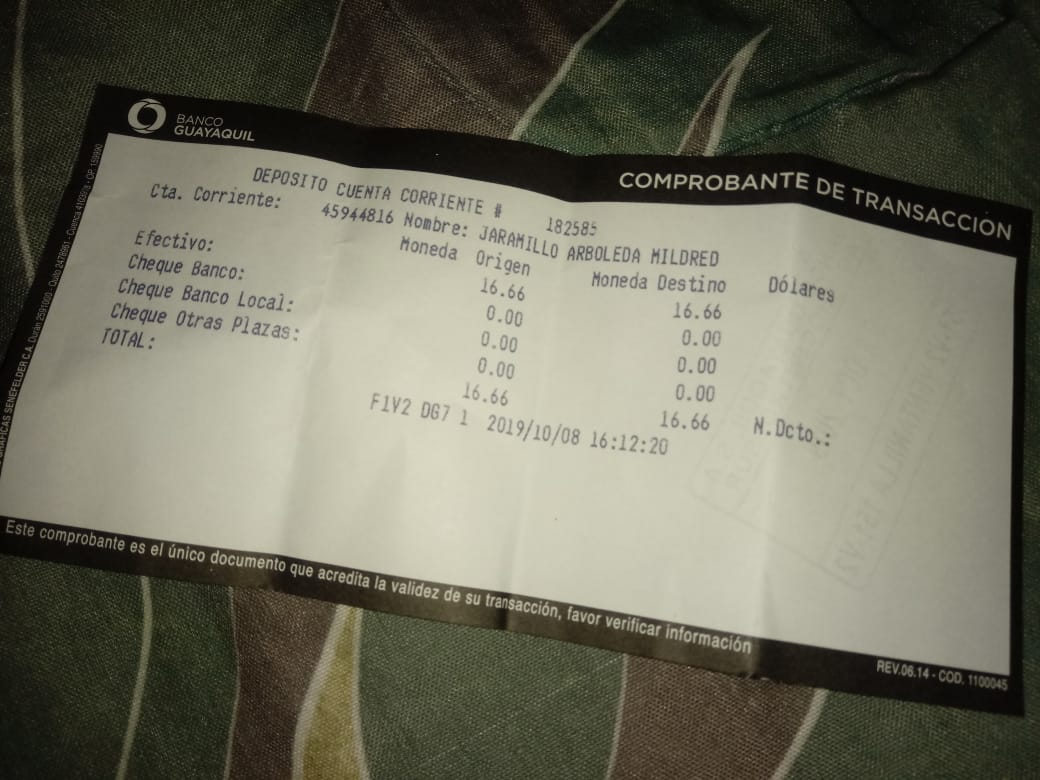 BANCO
GUAYAQUIL
COMPROBANTE DE TRANSACCIÓN
DEPOSITO CUENTA CORRIENTE # 182585
Cta. Corriente: 45944816 Nombre: JARAMILLO ARBOLEDA MILDRED
Moneda Origen Moneda Destino Dólares
Efectivo: 16.66 16.66
Cheque Banco: 0.00 0.00
Cheque Banco Local: 0.00 0.00
Cheque Otras Plazas: 0.00 0.00
TOTAL: 16.66 16.66 N.Dcto.:
F1V2 DG7 1 2019/10/08 16:12:20
Este comprobante es el único documento que acredita la validez de su transacción, favor verificar información
REV.06.14 - COD. 1100045
GRAFICAS SENEFELDER C.A.